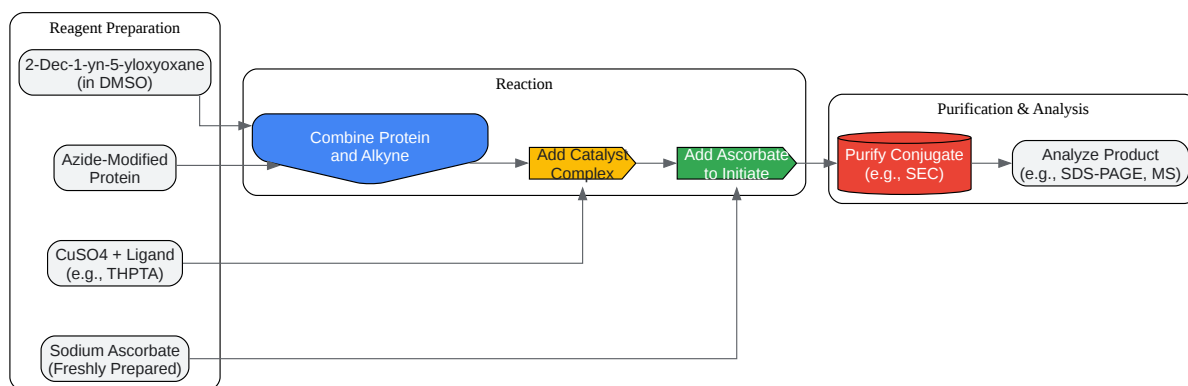 Reagent Preparation
2-Dec-1-yn-5-yloxyoxane
(in DMSO)
Azide-Modified
Protein
CuSO4 + Ligand
(e.g., THPTA)
Sodium Ascorbate
(Freshly Prepared)
Reaction
Combine Protein
and Alkyne
Add Catalyst
Complex
Add Ascorbate
to Initiate
Purification & Analysis
Purify Conjugate
(e.g., SEC)
Analyze Product
(e.g., SDS-PAGE, MS)